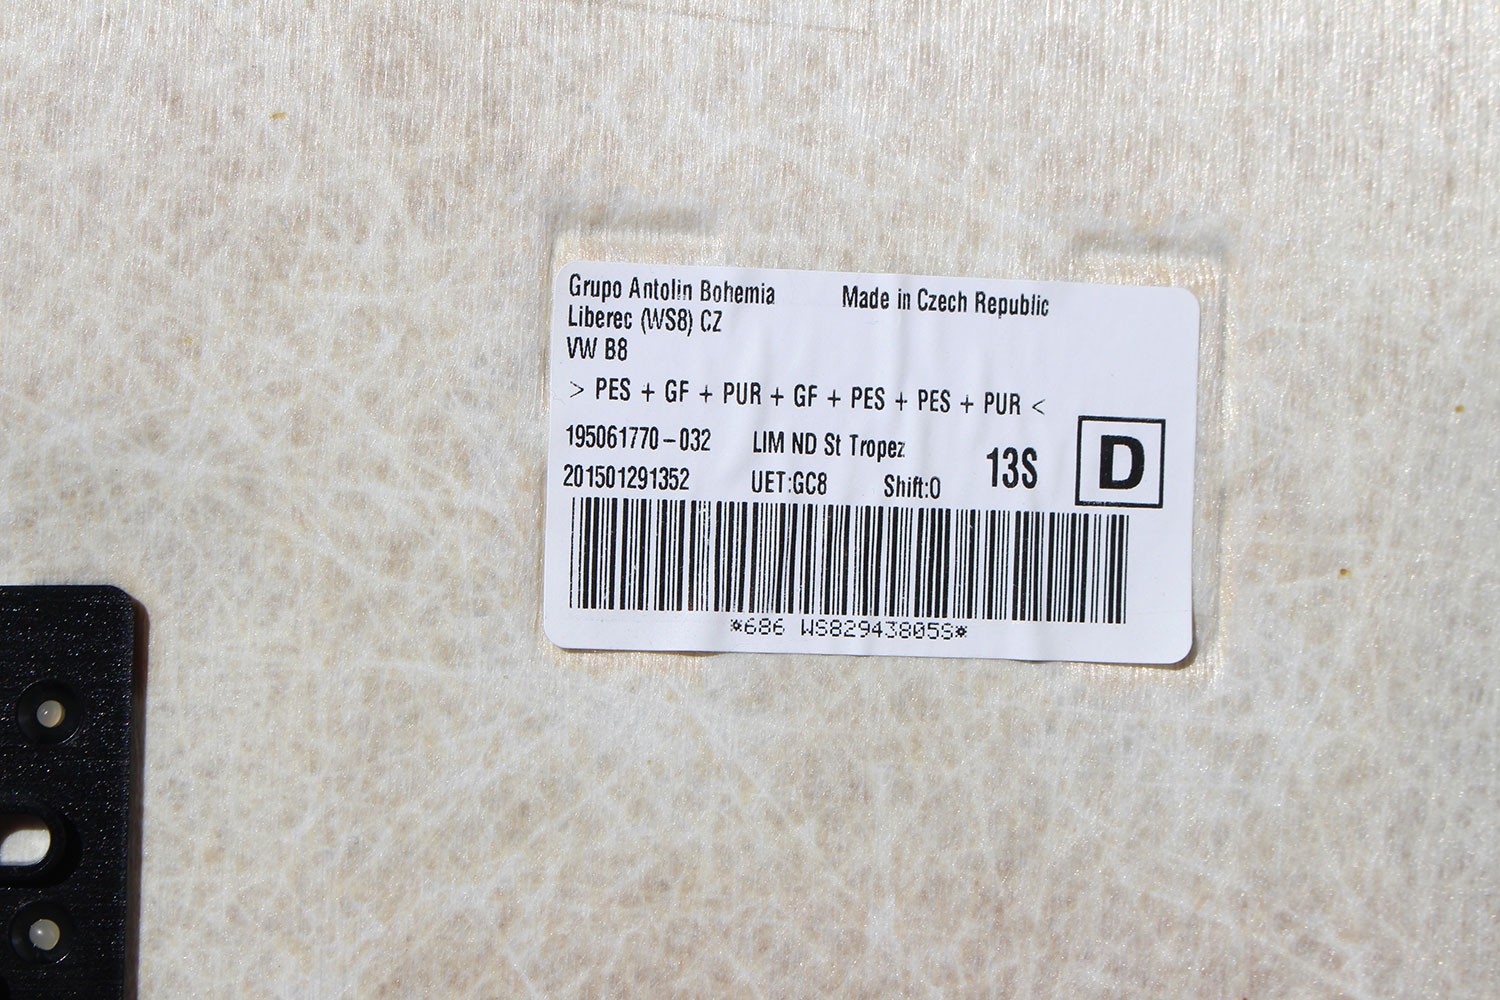 Grupo Antolin Bohemia Made in Czech Republic
Liberec (WS8) CZ
VW B8
> PES + GF + PUR + GF + PES + PES + PUR <
195061770-032 LIM ND St Tropez 13S D
201501291352 UET:GC8 Shift:0
*686 WS82943805S*